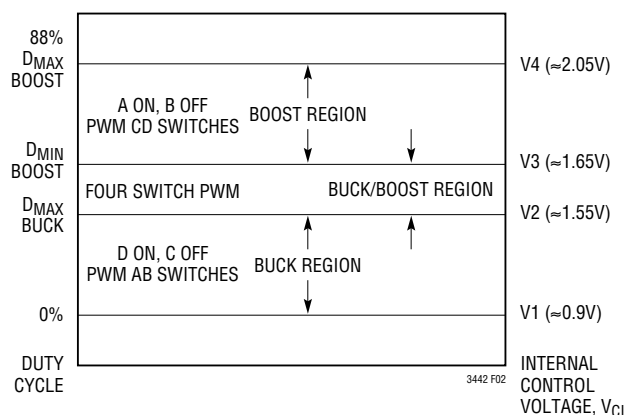 88%
DMAX
BOOST
V4 (≈2.05V)
A ON, B OFF
PWM CD SWITCHES
BOOST REGION
DMIN
BOOST
V3 (≈1.65V)
FOUR SWITCH PWM
BUCK/BOOST REGION
DMAX
BUCK
V2 (≈1.55V)
D ON, C OFF
PWM AB SWITCHES
BUCK REGION
0%
V1 (≈0.9V)
DUTY
CYCLE
3442 F02
INTERNAL
CONTROL
VOLTAGE, VCI